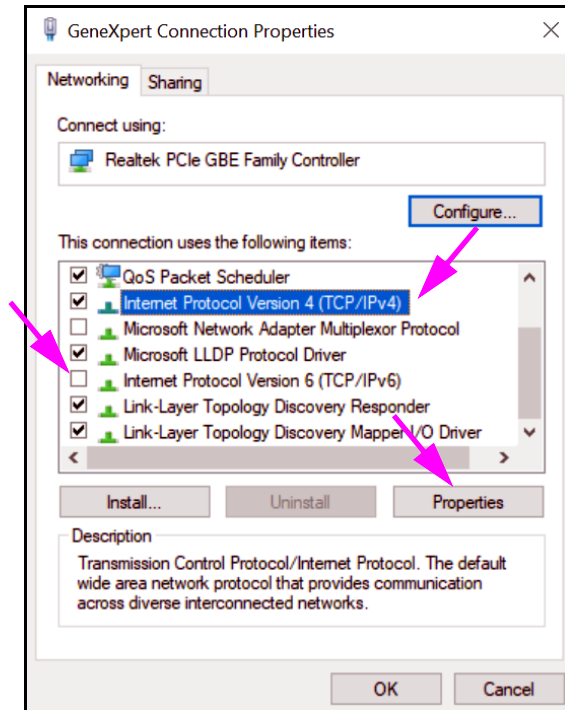 GeneXpert Connection Properties
Networking
Sharing
Connect using:
Realtek PCIe GBE Family Controller
Configure...
This connection uses the following items:
QoS Packet Scheduler
Internet Protocol Version 4 (TCP/IPv4)
Microsoft Network Adapter Multiplexor Protocol
Microsoft LLDP Protocol Driver
Internet Protocol Version 6 (TCP/IPv6)
Link-Layer Topology Discovery Responder
Link-Layer Topology Discovery Mapper I/O Driver
Install...
Uninstall
Properties
Description
Transmission Control Protocol/Internet Protocol. The default
wide area network protocol that provides communication
across diverse interconnected networks.
OK
Cancel